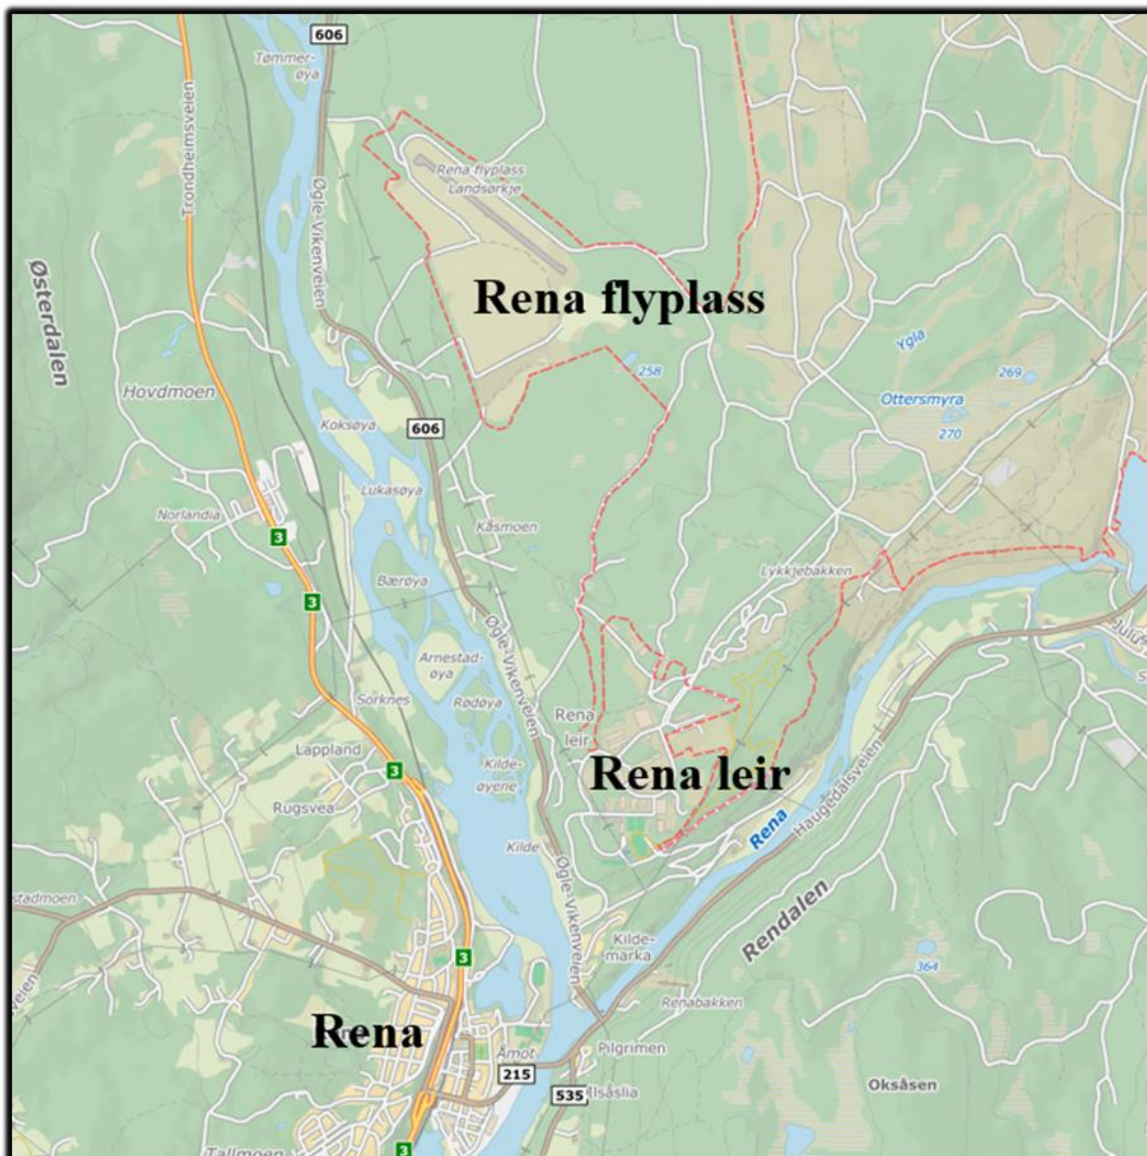 606
Tømmer-
øya
Trondheimsveien
Rena flyplass
Landsørkje
Øgle-Vikenveien
Østerdalen
Rena flyplass
Ygla
258
269
Hovdmoen
Ottersmyra
270
Koksøya
606
Lukasøya
Norlandia
Kåsmoen
3
Lykkjebakken
Bærøya
3
Øgle-Vikenveien
Arnestad-
øya
Sorknes
Rødøya
Rena
leir
Lappland
Kilde-
øyene
Rena leir
3
Rugsvea
Haugedalsveien
Rena
Kilde
Øgle-Vikenveien
stadmoen
Rendalen
Kilde-
marka
3
364
veien
Renabakken
Rena
Åmot
Pilgrimen
215
Oksåsen
535
Ilsåslia
Tallmoen
3